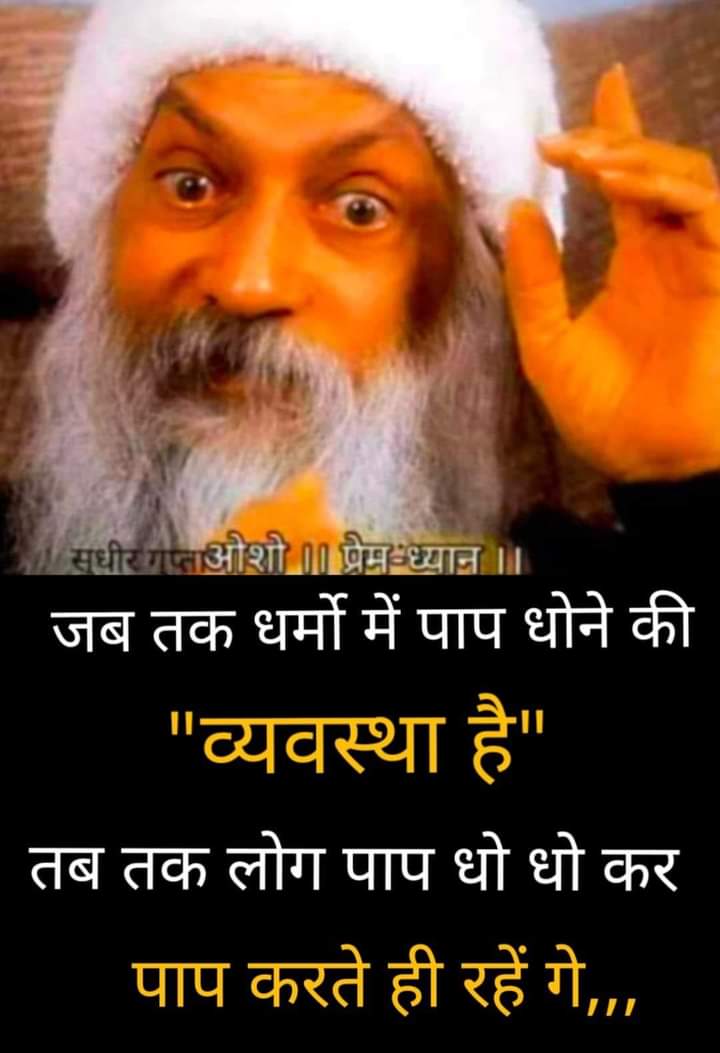 सुधीर गुप्ता ओशो ।। प्रेम-ध्यान ।।
जब तक धर्मो में पाप धोने की
"व्यवस्था है"
तब तक लोग पाप धो धो कर
पाप करते ही रहें गे,,,